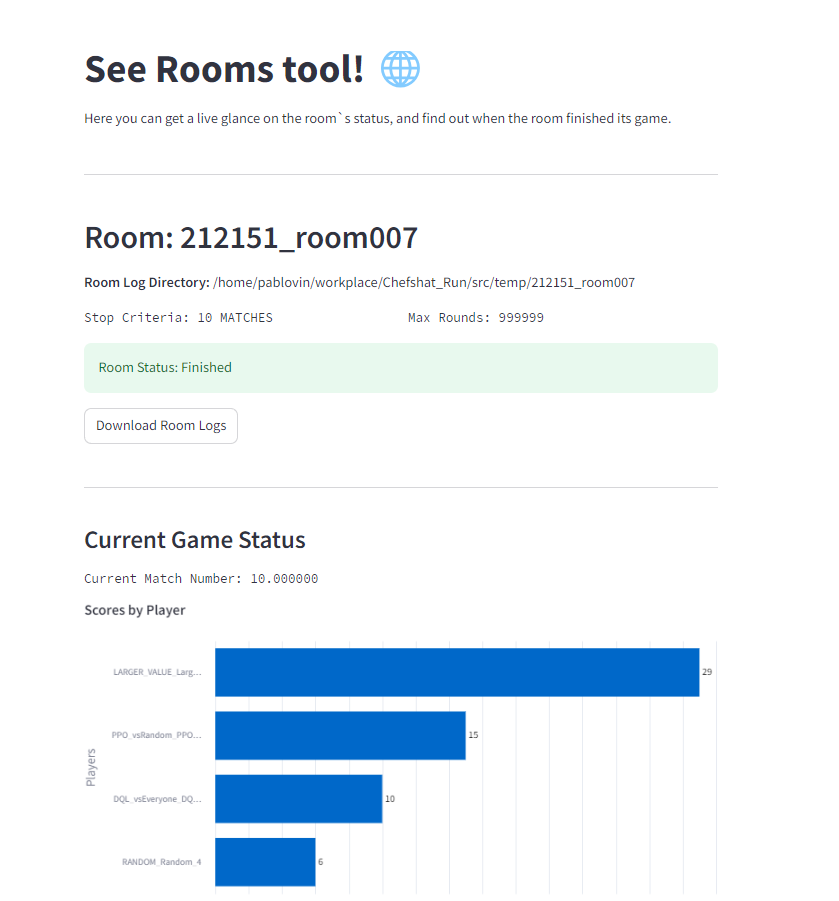 See Rooms tool!
Here you can get a live glance on the room`s status, and find out when the room finished its game.
Room: 212151_room007
Room Log Directory: /home/pablovin/workplace/Chefshat_Run/src/temp/212151_room007
Stop Criteria: 10 MATCHES Max Rounds: 999999
Room Status: Finished
Download Room Logs
Current Game Status
Current Match Number: 10.000000
Scores by Player
Players
LARGER_VALUE_Larg... 29
PPO_vsRandom_PPO... 15
DQL_vsEveryone_DQ... 10
RANDOM_Random_4 6